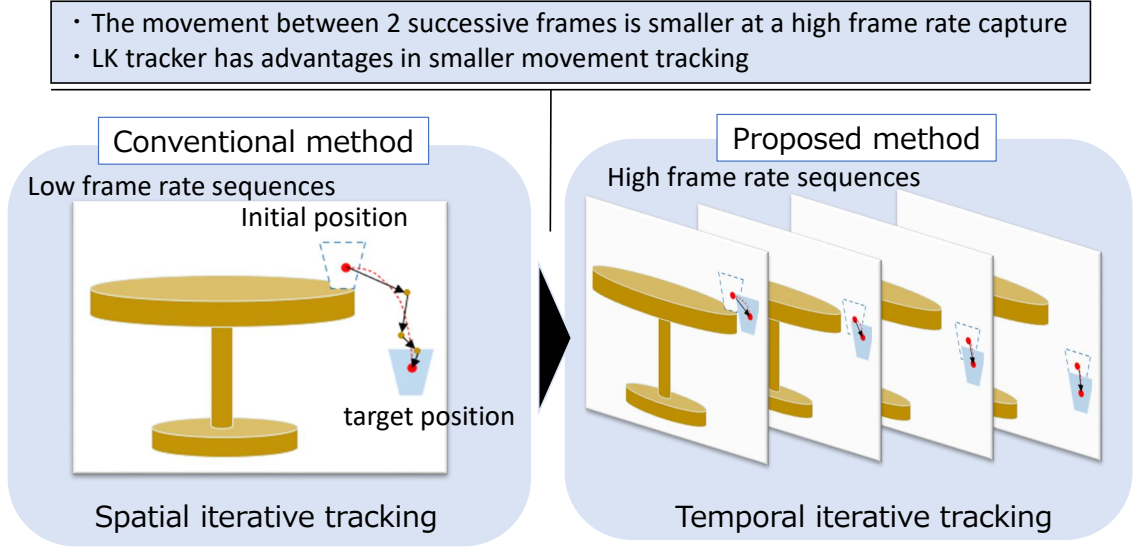 ・The movement between 2 successive frames is smaller at a high frame rate capture
・LK tracker has advantages in smaller movement tracking
Conventional method
Low frame rate sequences
Initial position
target position
Spatial iterative tracking
Proposed method
High frame rate sequences
Temporal iterative tracking